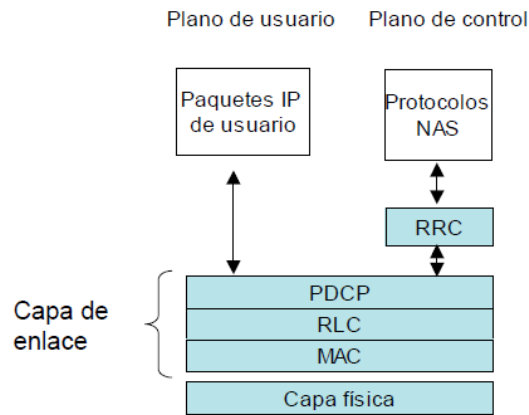 Plano de usuario
Plano de control
Paquetes IP
de usuario
Protocolos
NAS
RRC
Capa de
enlace
PDCP
RLC
MAC
Capa física